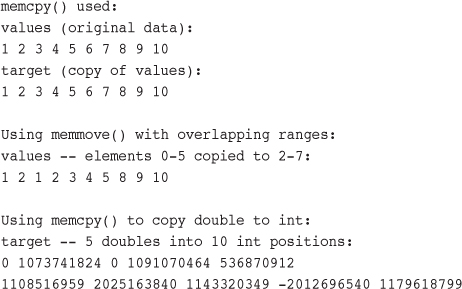 memcpy() used:
values (original data):
1 2 3 4 5 6 7 8 9 10
target (copy of values):
1 2 3 4 5 6 7 8 9 10
Using memmove() with overlapping ranges:
values -- elements 0-5 copied to 2-7:
1 2 1 2 3 4 5 8 9 10
Using memcpy() to copy double to int:
target -- 5 doubles into 10 int positions:
0 1073741824 0 1091070464 536870912
1108516959 2025163840 1143320349 -2012696540 1179618799